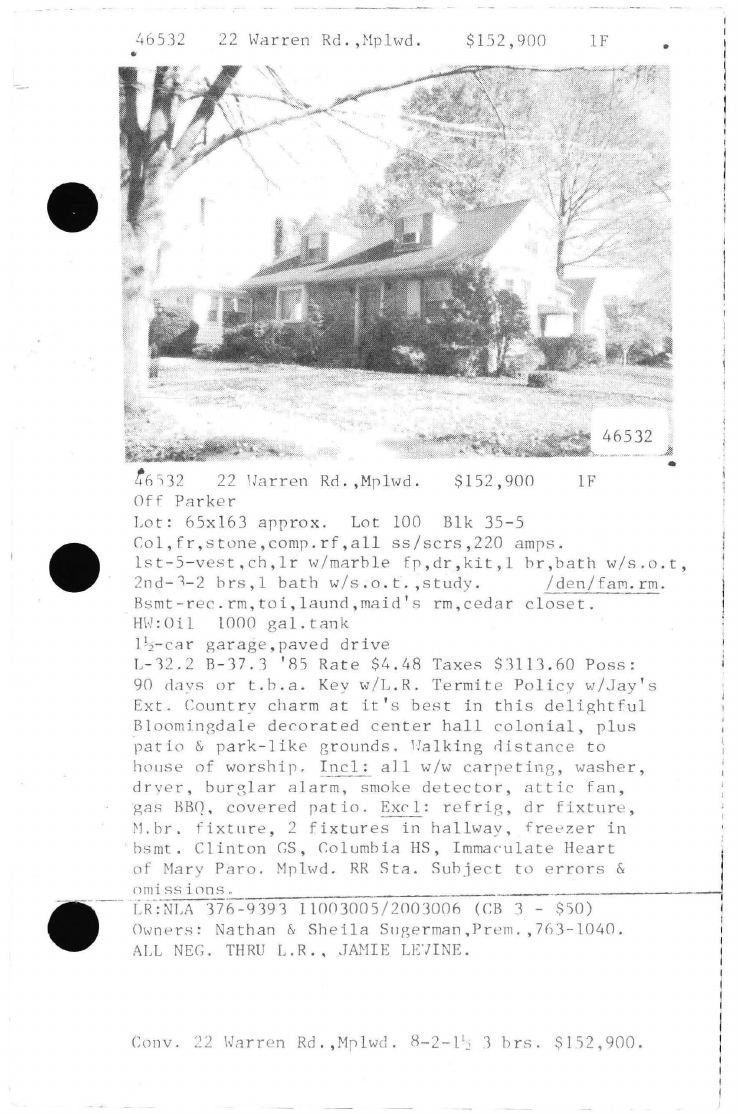 46532 22 Warren Rd.,Mplwd. $152,900 1F
46532
46532 22 Warren Rd.,Mplwd. $152,900 1F
Off Parker
Lot: 65x163 approx. Lot 100 Blk 35-5
Col,fr,stone,comp.rf,all ss/scrs,220 amps.
1st-5-vest,ch,lr w/marble fp,dr,kit,1 br,bath w/s.o.t,
2nd-3-2 brs,1 bath w/s.o.t.,study. /den/fam.rm.
Bsmt-rec.rm,toi,laund,maid's rm,cedar closet.
HW:Oil 1000 gal.tank
1½-car garage,paved drive
L-32.2 B-37.3 '85 Rate $4.48 Taxes $3113.60 Poss:
90 days or t.b.a. Key w/L.R. Termite Policy w/Jay's
Ext. Country charm at it's best in this delightful
Bloomingdale decorated center hall colonial, plus
patio & park-like grounds. Walking distance to
house of worship. Incl: all w/w carpeting, washer,
dryer, burglar alarm, smoke detector, attic fan,
gas BBQ, covered patio. Excl: refrig, dr fixture,
M.br. fixture, 2 fixtures in hallway, freezer in
bsmt. Clinton GS, Columbia HS, Immaculate Heart
of Mary Paro. Mplwd. RR Sta. Subject to errors &
omissions.
LR:NLA 376-9393 11003005/2003006 (CB 3 - $50)
Owners: Nathan & Sheila Sugerman,Prem.,763-1040.
ALL NEG. THRU L.R., JAMIE LEVINE.
Conv. 22 Warren Rd.,Mplwd. 8-2-1½ 3 brs. $152,900.